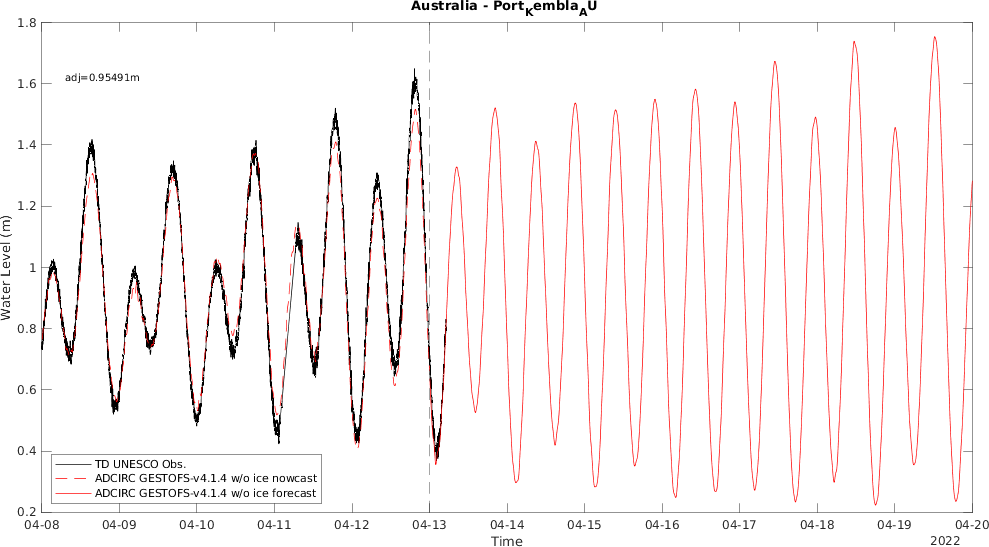 Australia - PortKemblaAU
adj=0.95491m
Water Level (m)
1.8
1.6
1.4
1.2
1
0.8
0.6
0.4
0.2
TD UNESCO Obs.
ADCIRC GESTOFS-v4.1.4 w/o ice nowcast
ADCIRC GESTOFS-v4.1.4 w/o ice forecast
04-08 04-09 04-10 04-11 04-12 04-13 04-14 04-15 04-16 04-17 04-18 04-19 04-20
Time
2022